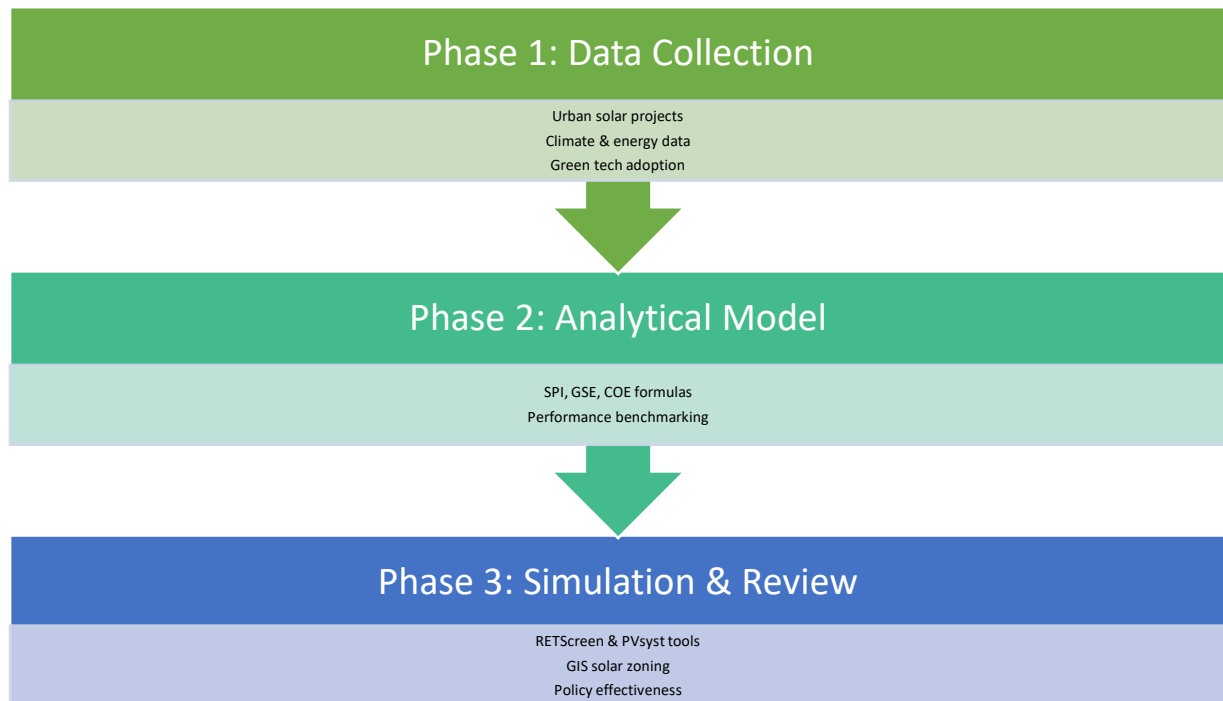 Phase 1: Data Collection
Urban solar projects
Climate & energy data
Green tech adoption
Phase 2: Analytical Model
SPI, GSE, COE formulas
Performance benchmarking
Phase 3: Simulation & Review
RETScreen & PVsyst tools
GIS solar zoning
Policy effectiveness